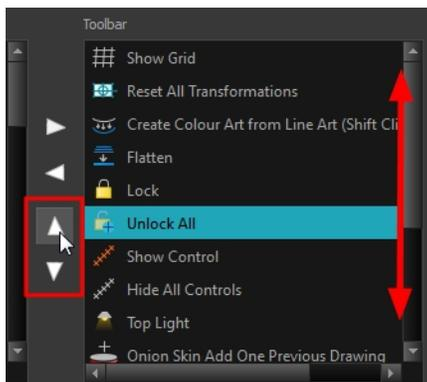 Toolbar
Show Grid
Reset All Transformations
Create Colour Art from Line Art (Shift Cli
Flatten
Lock
Unlock All
Show Control
Hide All Controls
Top Light
Onion Skin Add One Previous Drawing